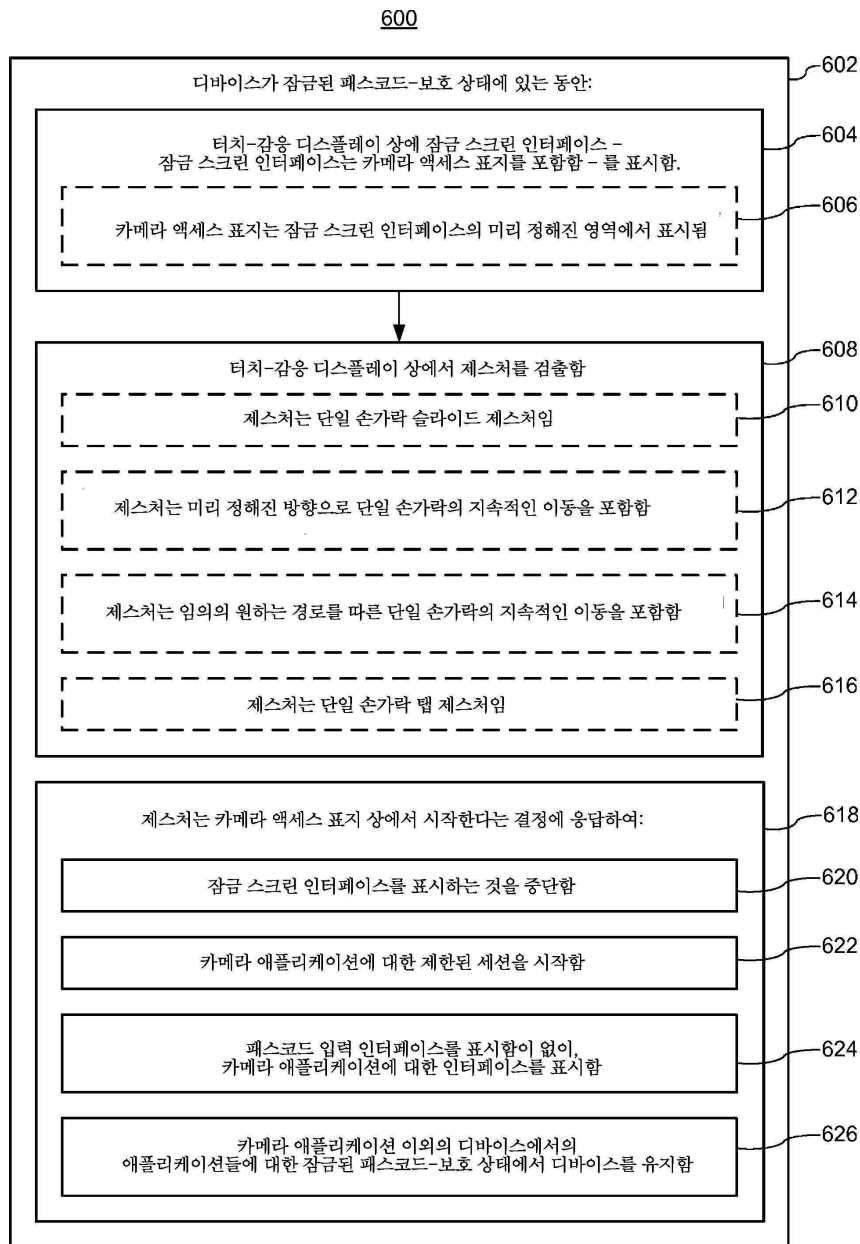 600
602
디바이스가 잠금된 패스코드-보호 상태에 있는 동안:
604
터치-감응 디스플레이 상에 잠금 스크린 인터페이스 -
잠금 스크린 인터페이스는 카메라 액세스 표지를 포함함 - 를 표시함.
606
카메라 액세스 표지는 잠금 스크린 인터페이스의 미리 정해진 영역에서 표시됨
608
터치-감응 디스플레이 상에서 제스처를 검출함
610
제스처는 단일 손가락 슬라이드 제스처임
612
제스처는 미리 정해진 방향으로 단일 손가락의 지속적인 이동을 포함함
614
제스처는 임의의 원하는 경로를 따른 단일 손가락의 지속적인 이동을 포함함
616
제스처는 단일 손가락 탭 제스처임
618
제스처는 카메라 액세스 표지 상에서 시작한다는 결정에 응답하여:
620
잠금 스크린 인터페이스를 표시하는 것을 중단함
622
카메라 애플리케이션에 대한 제한된 세션을 시작함
624
패스코드 입력 인터페이스를 표시함이 없이,
카메라 애플리케이션에 대한 인터페이스를 표시함
626
카메라 애플리케이션 이외의 디바이스에서의
애플리케이션들에 대한 잠금된 패스코드-보호 상태에서 디바이스를 유지함